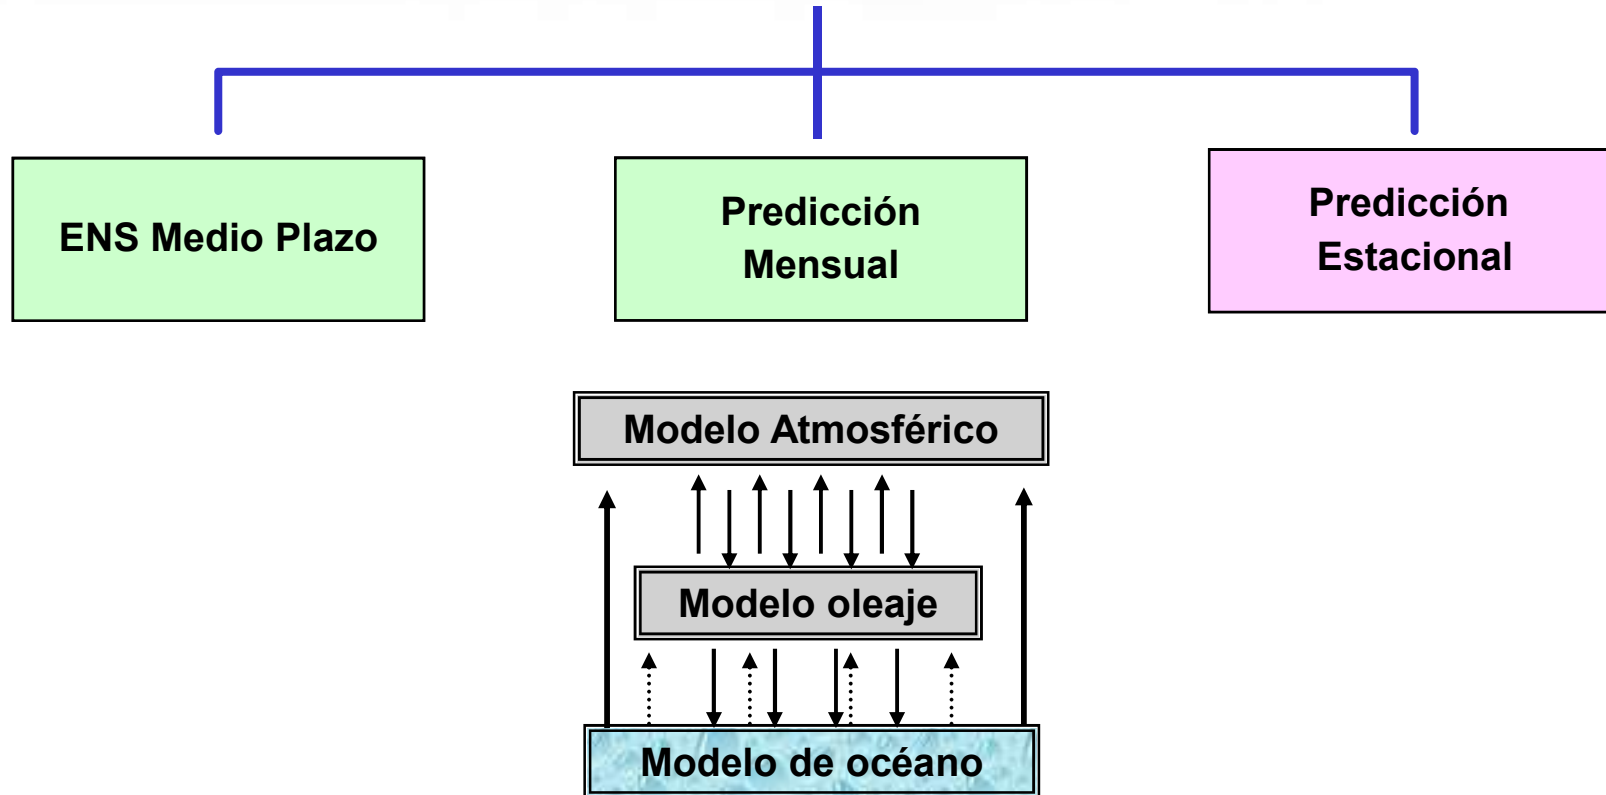 ENS Medio Plazo
Predicción
Mensual
Predicción
Estacional
Modelo Atmosférico
Modelo oleaje
Modelo de océano